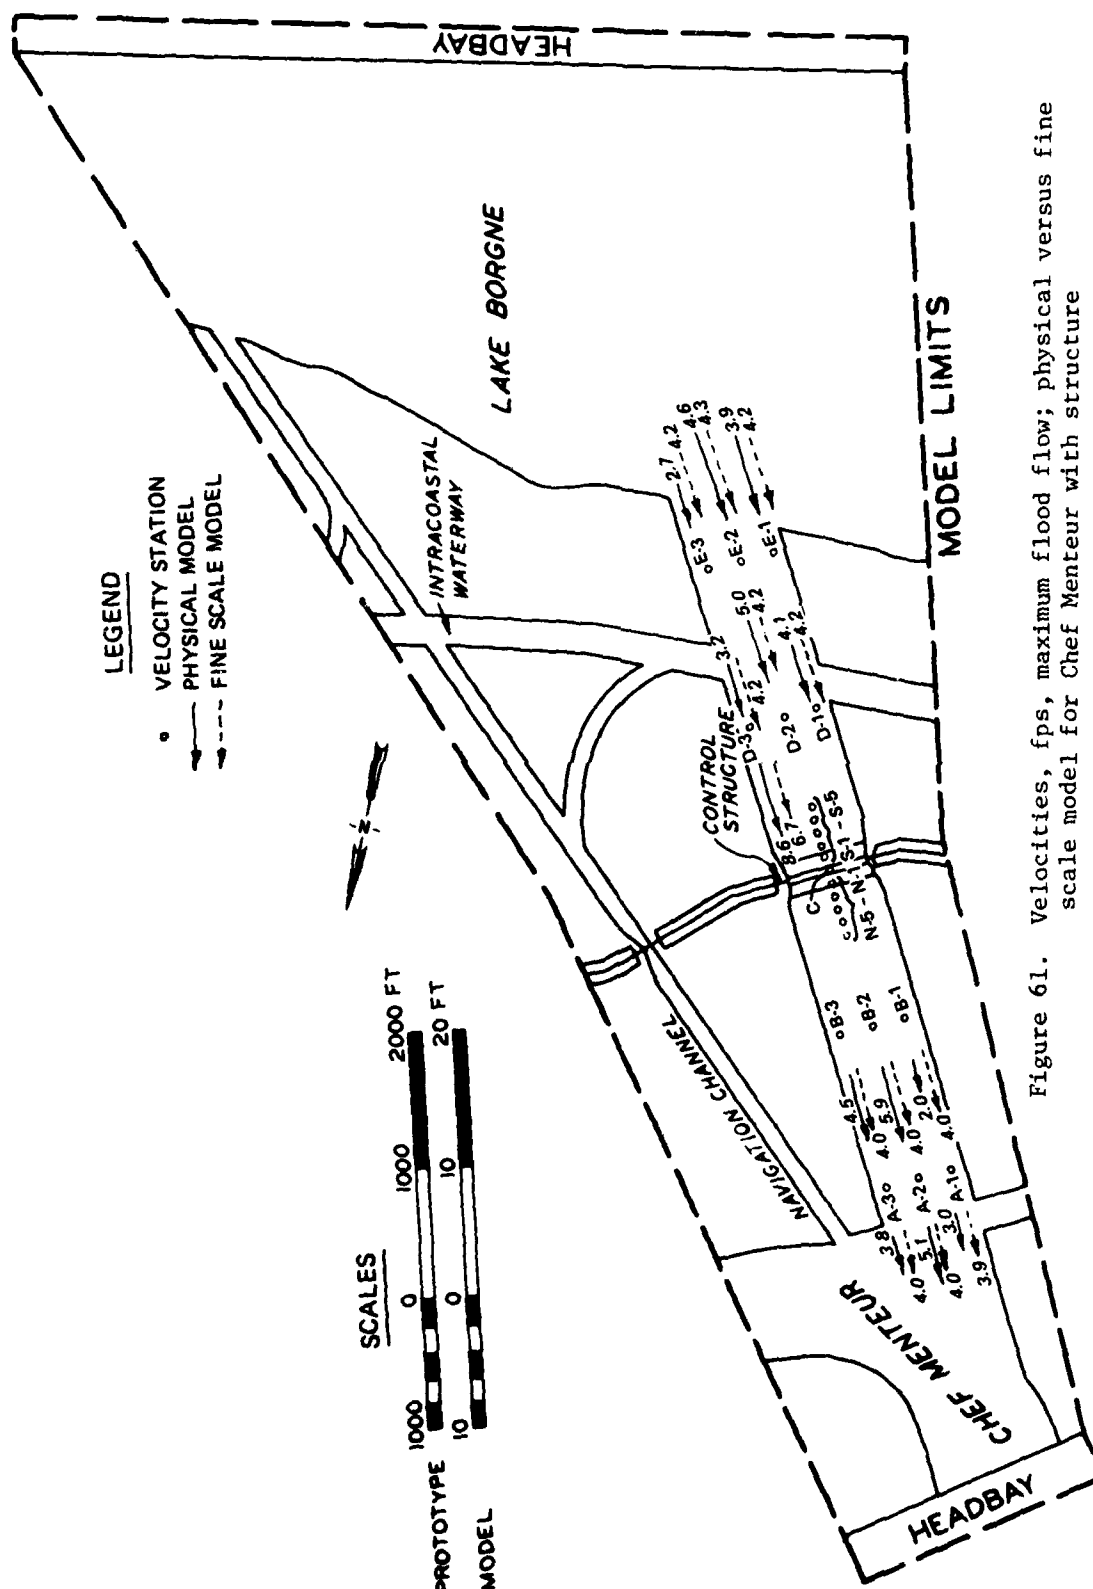 HEADBAY
LEGEND
VELOCITY STATION
PHYSICAL MODEL
FINE SCALE MODEL
LAKE BORGNE
INTRACOASTAL
WATERWAY
N
CONTROL
STRUCTURE
MODEL LIMITS
SCALES
PROTOTYPE 1000 0 1000 2000 FT
MODEL 10 0 10 20 FT
NAVIGATION CHANNEL
CHEF MENTEUR
HEADBAY
2.7
4.2
4.6
4.3
3.9
4.2
E-3
E-2
E-1
3.2
4.2
5.0
4.2
4.1
4.2
D-3
D-2
D-1
8.6
6.7
S-1 - S-5
C
N-5 - N-1
B-3
B-2
B-1
4.5
4.0
5.9
4.0
2.0
4.0
A-3
A-2
A-1
3.8
4.0
5.1
4.0
3.0
3.9
Figure 61. Velocities, fps, maximum flood flow; physical versus fine
scale model for Chef Menteur with structure